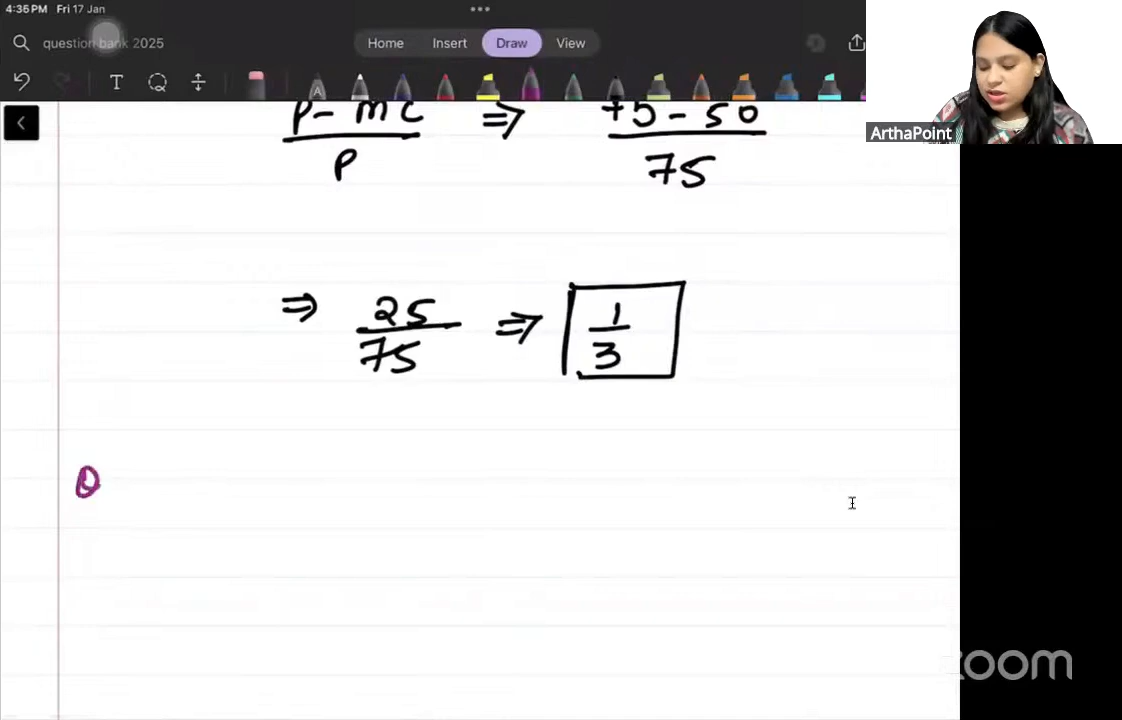 4:36 PM Fri 17 Jan
question bank 2025
Home Insert Draw View
T
A
ArthaPoint
P - MC ⇒ 75 - 50
P 75
⇒ 25 ⇒ 1
75 3
Q
zoom